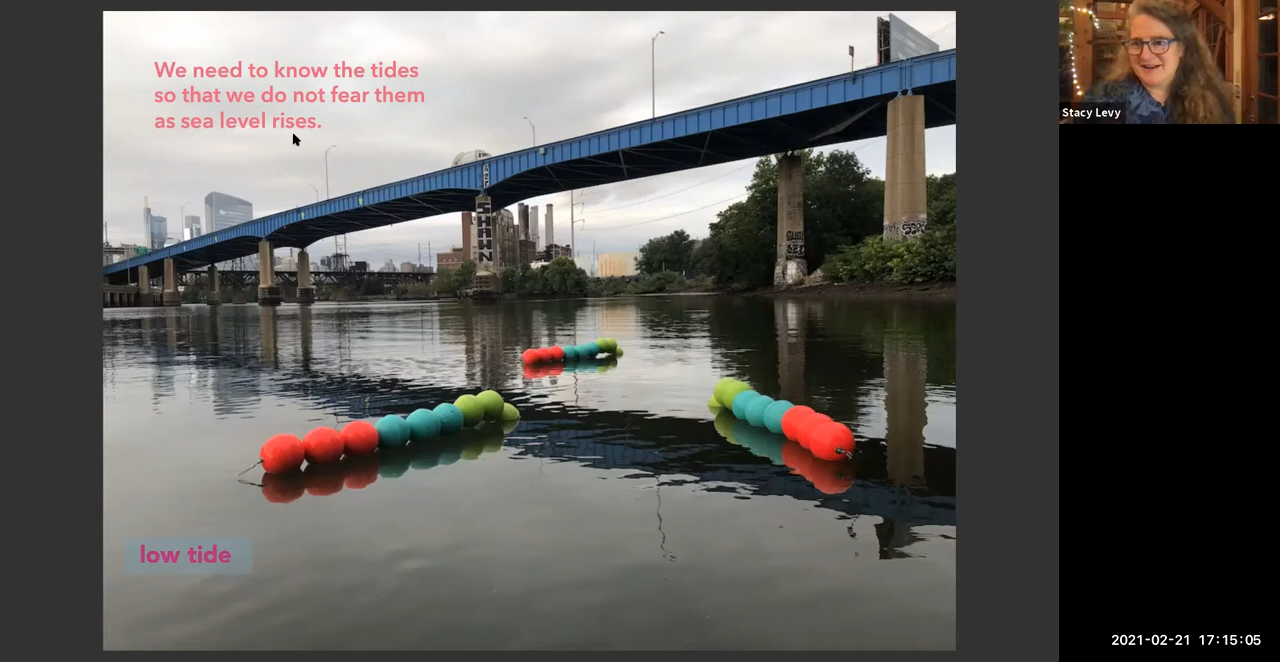 We need to know the tides
so that we do not fear them
as sea level rises.
low tide
Stacy Levy
2021-02-21 17:15:05